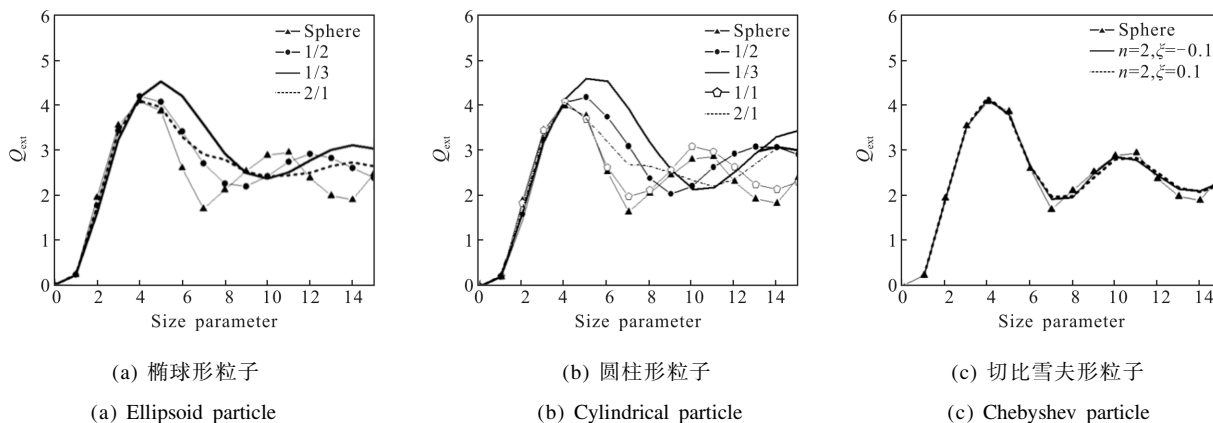 6
5
4
3
2
1
0
Q_ext
0 2 4 6 8 10 12 14
Size parameter
Sphere
1/2
1/3
2/1
(a) 椭球形粒子
(a) Ellipsoid particle
6
5
4
3
2
1
0
Q_ext
0 2 4 6 8 10 12 14
Size parameter
Sphere
1/2
1/3
1/1
2/1
(b) 圆柱形粒子
(b) Cylindrical particle
6
5
4
3
2
1
0
Q_ext
0 2 4 6 8 10 12 14
Size parameter
Sphere
n=2,ξ=-0.1
n=2,ξ=0.1
(c) 切比雪夫形粒子
(c) Chebyshev particle